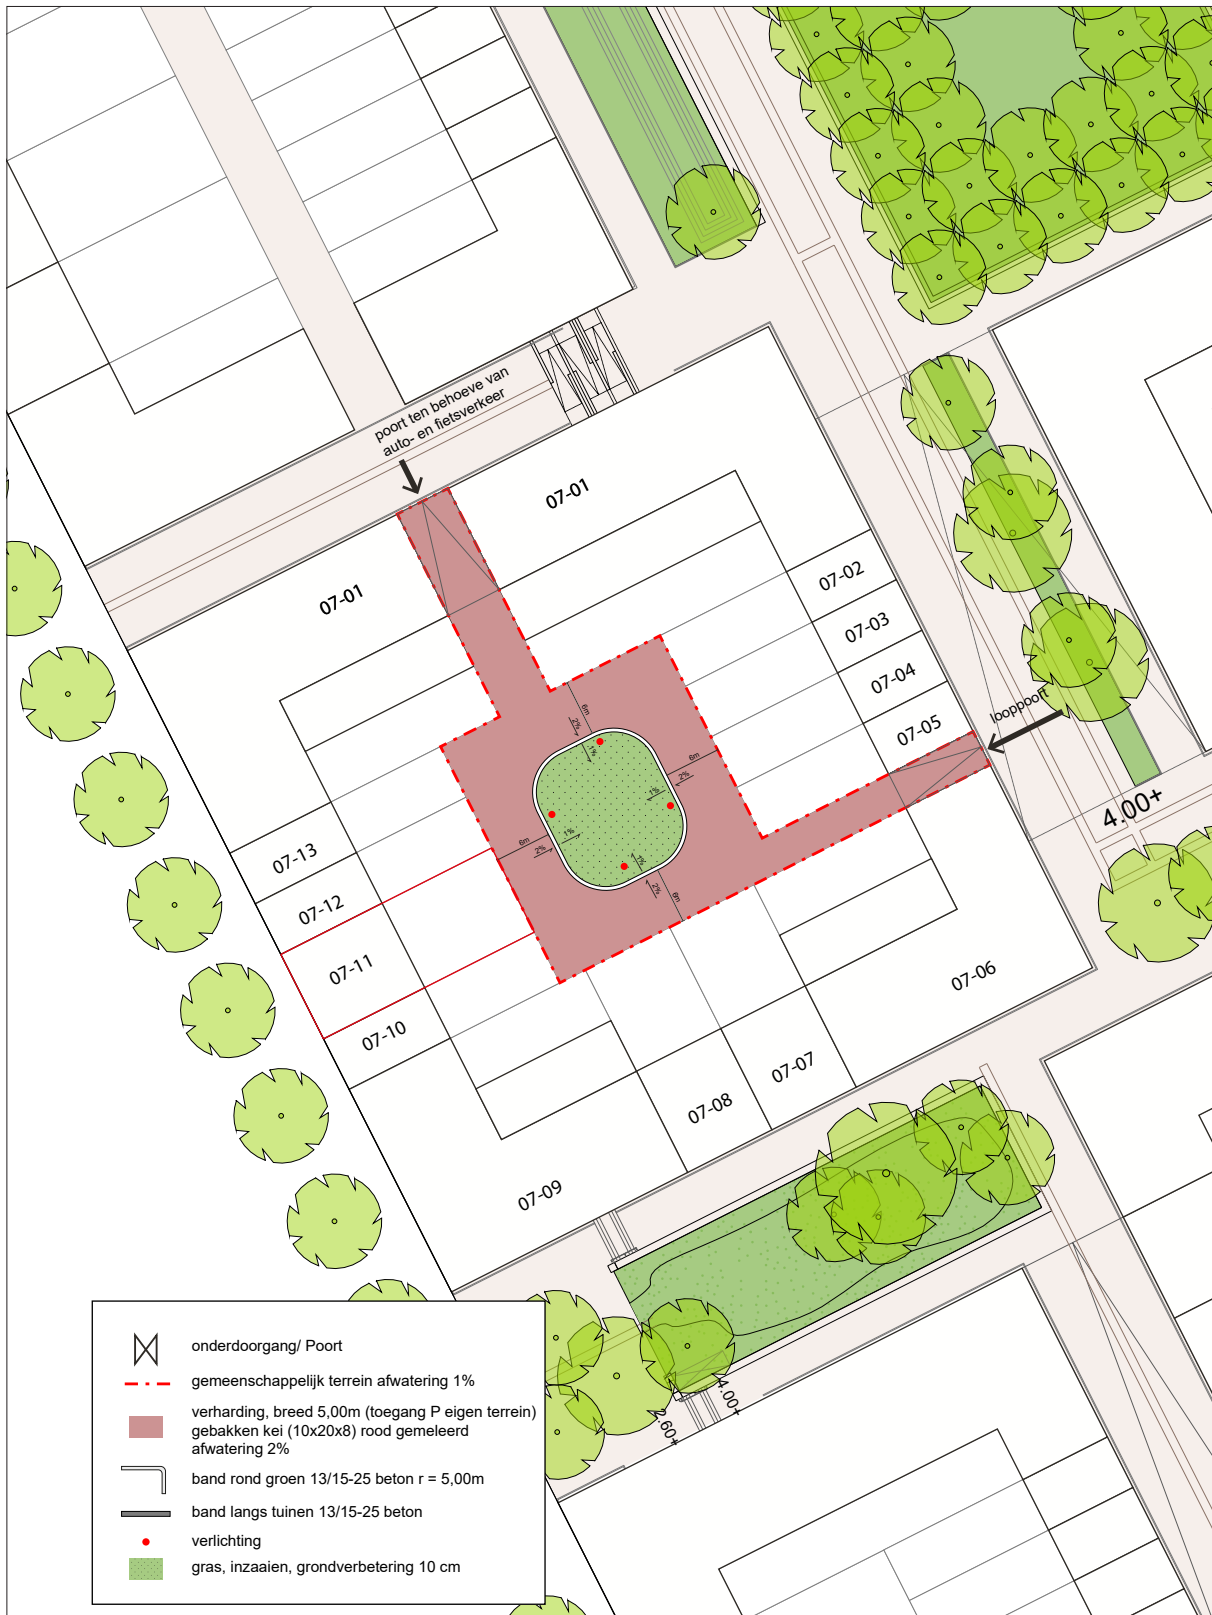 poort ten behoeve van
auto- en fietsverkeer
07-01
07-01
07-02
07-03
07-04
07-05
looppoort
4.00+
6m
2%
1%
6m
2%
1%
6m
2%
1%
6m
2%
1%
07-13
07-12
07-11
07-10
07-09
07-08
07-07
07-06
4.00+
2.60+
onderdoorgang/ Poort
gemeenschappelijk terrein afwatering 1%
verharding, breed 5,00m (toegang P eigen terrein)
gebakken kei (10x20x8) rood gemeleerd
afwatering 2%
band rond groen 13/15-25 beton r = 5,00m
band langs tuinen 13/15-25 beton
verlichting
gras, inzaaien, grondverbetering 10 cm